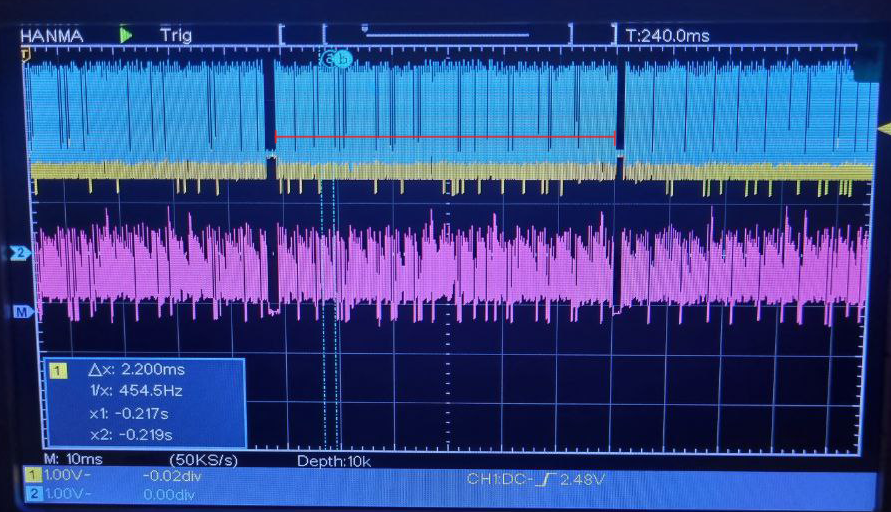 HANMA Trig T:240.0ms
T
a b
2
M
1 Δx: 2.200ms
1/x: 454.5Hz
x1: -0.217s
x2: -0.219s
M: 10ms (50KS/s) Depth:10k
1 1.00V- -0.02div CH1:DC- 2.48V
2 1.00V- 0.00div